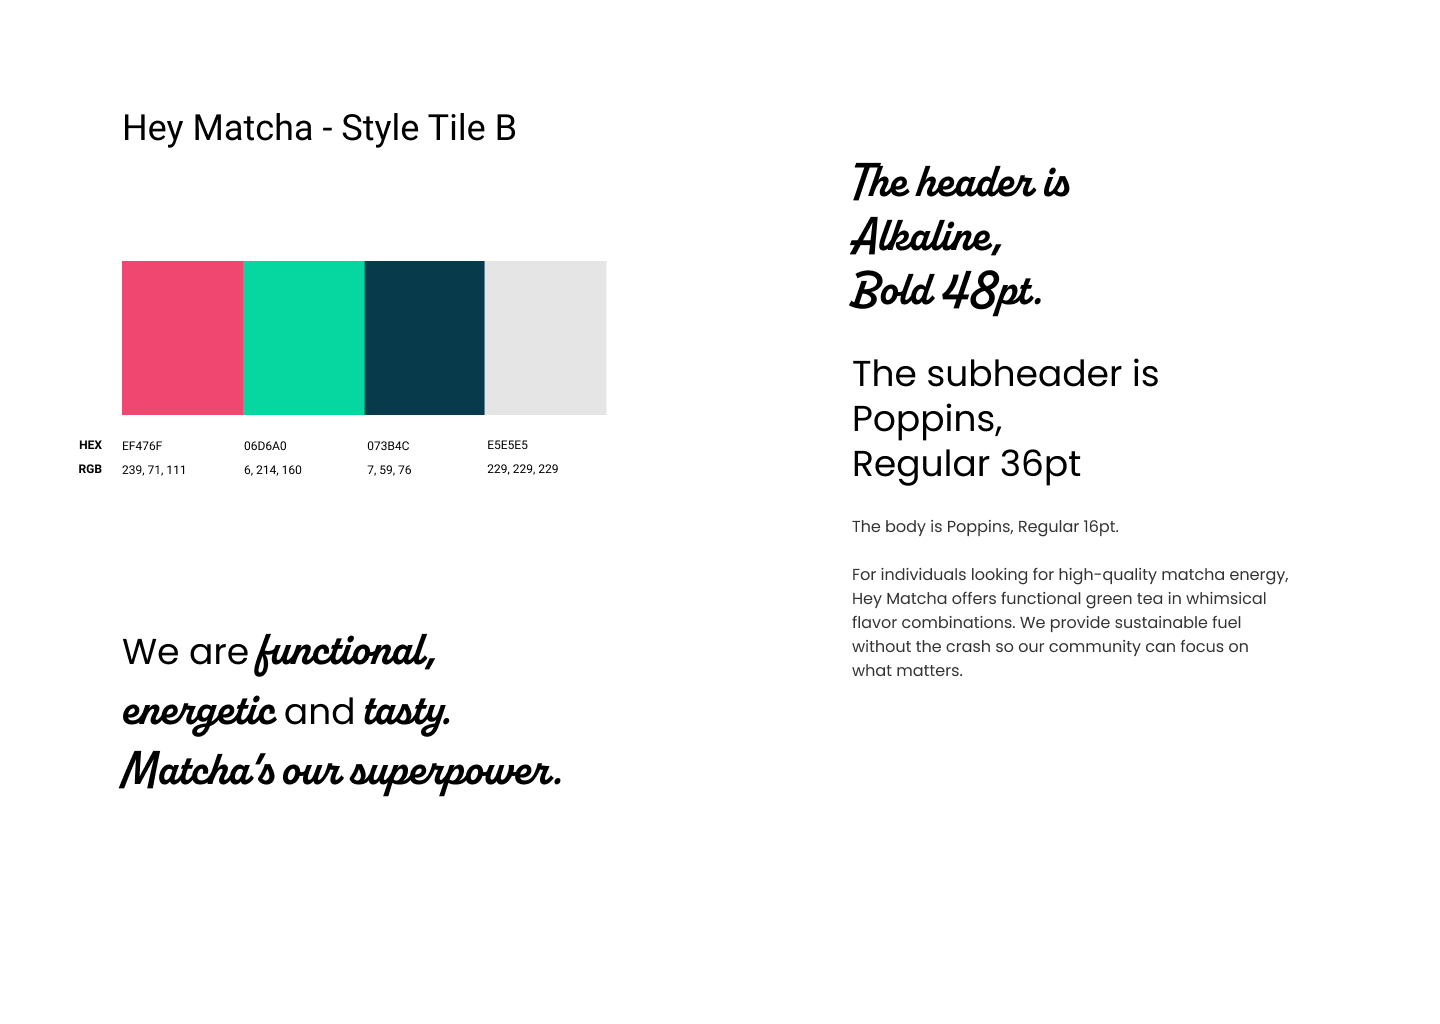 Hey Matcha - Style Tile B
HEX EF476F 06D6A0 073B4C E5E5E5
RGB 239, 71, 111 6, 214, 160 7, 59, 76 229, 229, 229
We are functional,
energetic and tasty.
Matcha's our superpower.
The header is
Alkaline,
Bold 48pt.
The subheader is
Poppins,
Regular 36pt
The body is Poppins, Regular 16pt.
For individuals looking for high-quality matcha energy,
Hey Matcha offers functional green tea in whimsical
flavor combinations. We provide sustainable fuel
without the crash so our community can focus on
what matters.